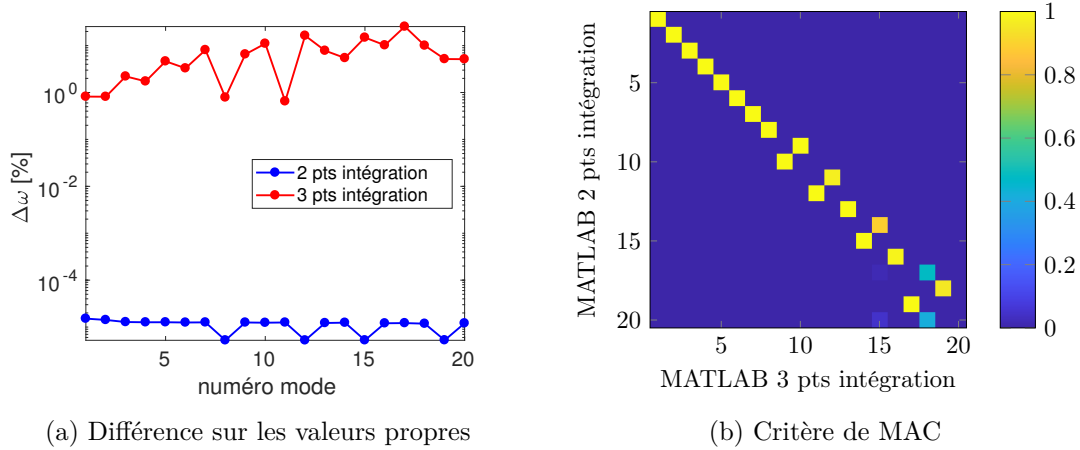 Δω [%]
10^0
10^-2
10^-4
2 pts intégration
3 pts intégration
5 10 15 20
numéro mode
(a) Différence sur les valeurs propres
MATLAB 2 pts intégration
5
10
15
20
5 10 15 20
MATLAB 3 pts intégration
1
0.8
0.6
0.4
0.2
0
(b) Critère de MAC